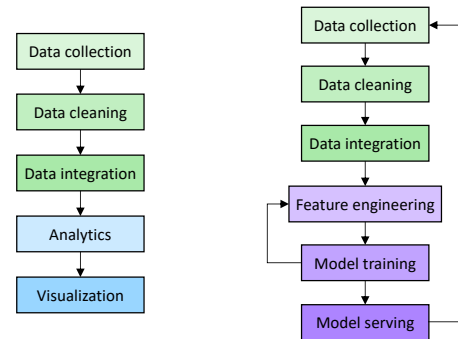 Data collection
Data cleaning
Data integration
Analytics
Visualization
Data collection
Data cleaning
Data integration
Feature engineering
Model training
Model serving